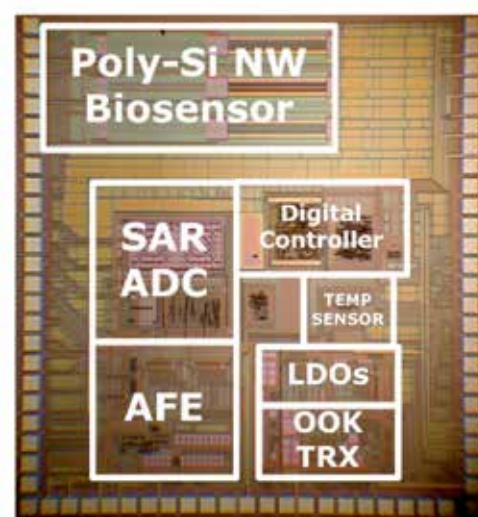 Poly-Si NW
Biosensor
SAR
ADC
Digital
Controller
TEMP
SENSOR
AFE
LDOs
OOK
TRX